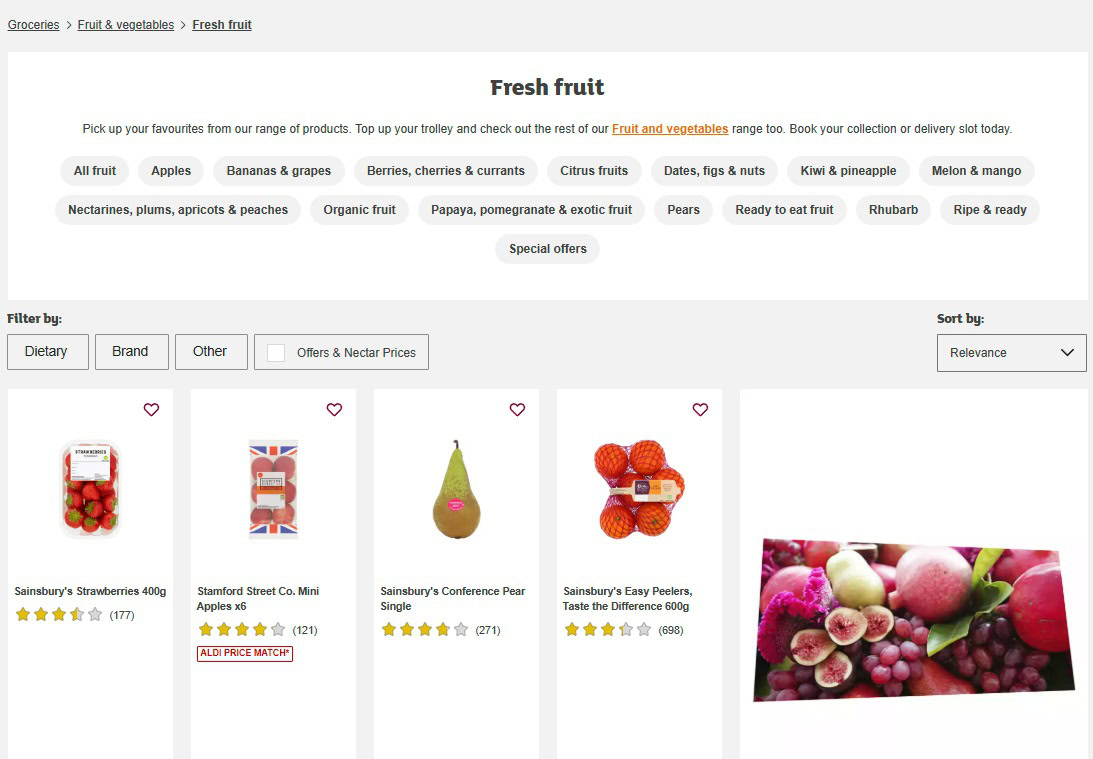 Groceries > Fruit & vegetables > Fresh fruit
Fresh fruit
Pick up your favourites from our range of products. Top up your trolley and check out the rest of our Fruit and vegetables range too. Book your collection or delivery slot today.
All fruit Apples Bananas & grapes Berries, cherries & currants Citrus fruits Dates, figs & nuts Kiwi & pineapple Melon & mango
Nectarines, plums, apricots & peaches Organic fruit Papaya, pomegranate & exotic fruit Pears Ready to eat fruit Rhubarb Ripe & ready
Special offers
Filter by:
Sort by:
Dietary Brand Other Offers & Nectar Prices
Relevance
STRAWBERRIES
Sainsbury's Strawberries 400g
(177)
Stamford Street Co. Mini
Apples x6
(121)
ALDI PRICE MATCH*
Sainsbury's Conference Pear
Single
(271)
Sainsbury's Easy Peelers,
Taste the Difference 600g
(698)